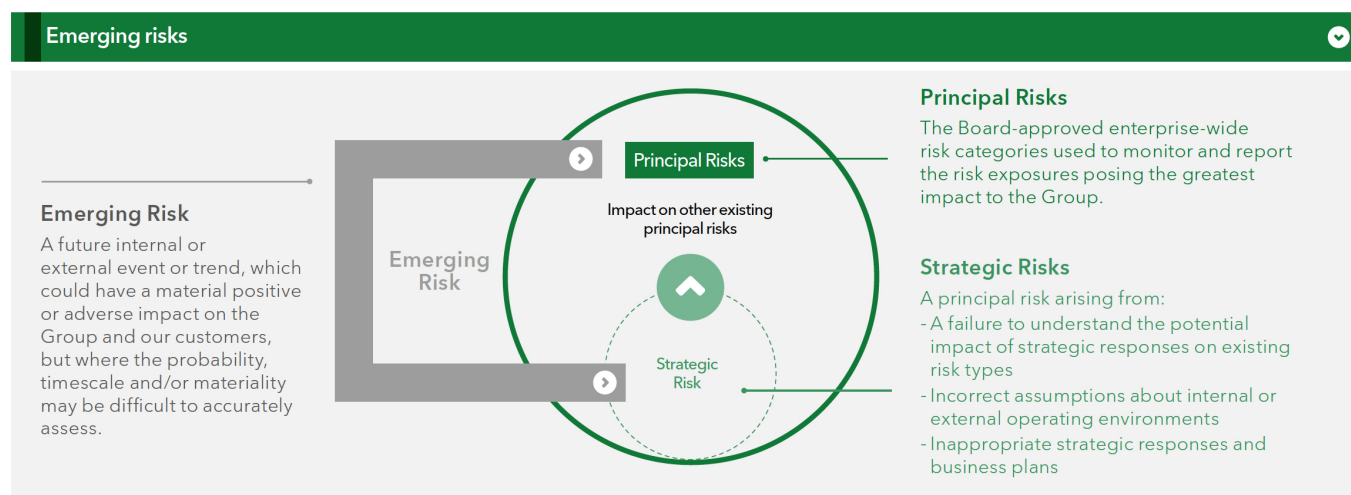 Emerging risks
Emerging Risk
A future internal or
external event or trend, which
could have a material positive
or adverse impact on the
Group and our customers,
but where the probability,
timescale and/or materiality
may be difficult to accurately
assess.
Emerging
Risk
Principal Risks
Impact on other existing
principal risks
Strategic
Risk
Principal Risks
The Board-approved enterprise-wide
risk categories used to monitor and report
the risk exposures posing the greatest
impact to the Group.
Strategic Risks
A principal risk arising from:
- A failure to understand the potential
impact of strategic responses on existing
risk types
- Incorrect assumptions about internal or
external operating environments
- Inappropriate strategic responses and
business plans